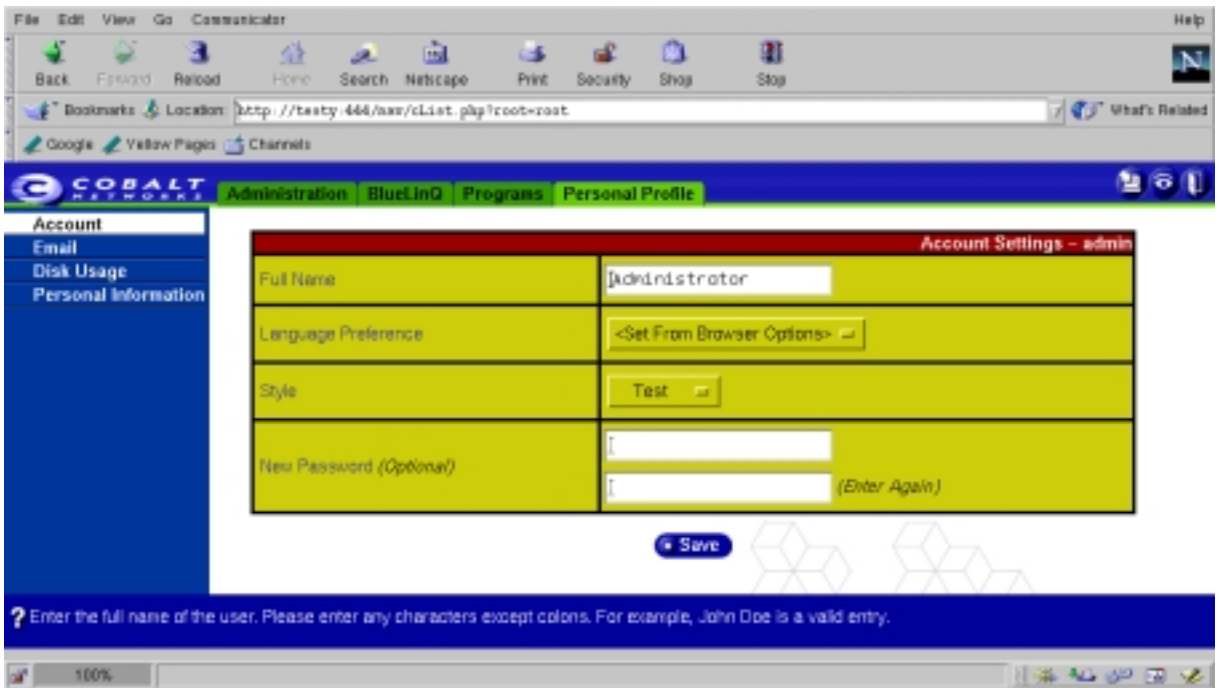 File Edit View Go Communicator Help
Back Forward Reload Home Search Netscape Print Security Shop Stop
N
Bookmarks Location: http://testy:444/nav/cList.php?root=root What's Related
Google Yellow Pages Channels
C COBALT NETWORKS
Administration BlueLinQ Programs Personal Profile
Account
Email
Disk Usage
Personal Information
Account Settings - admin
Full Name Administrator
Language Preference <Set From Browser Options>
Style Test
New Password (Optional)
(Enter Again)
Save
? Enter the full name of the user. Please enter any characters except colons. For example, John Doe is a valid entry.
100%